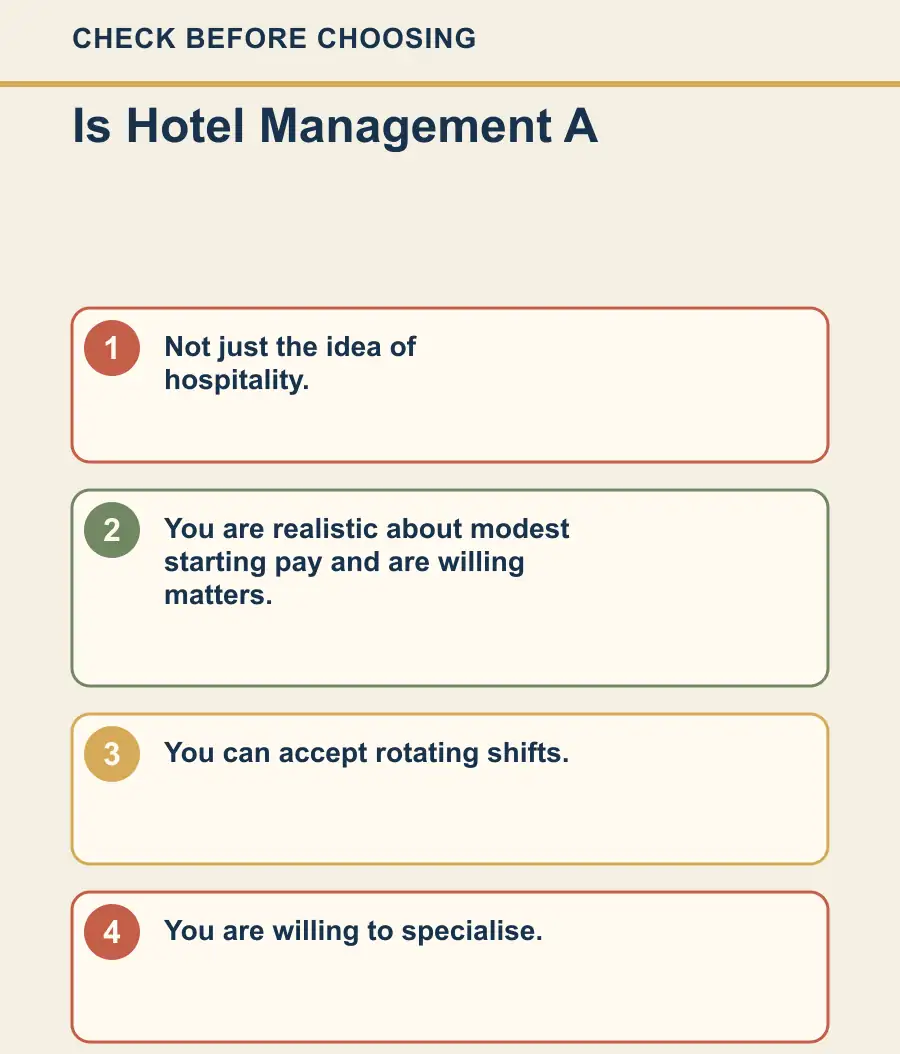 CHECK BEFORE CHOOSING
Is Hotel Management A
1
Not just the idea of
hospitality.
2
You are realistic about modest
starting pay and are willing
matters.
3
You can accept rotating shifts.
4
You are willing to specialise.